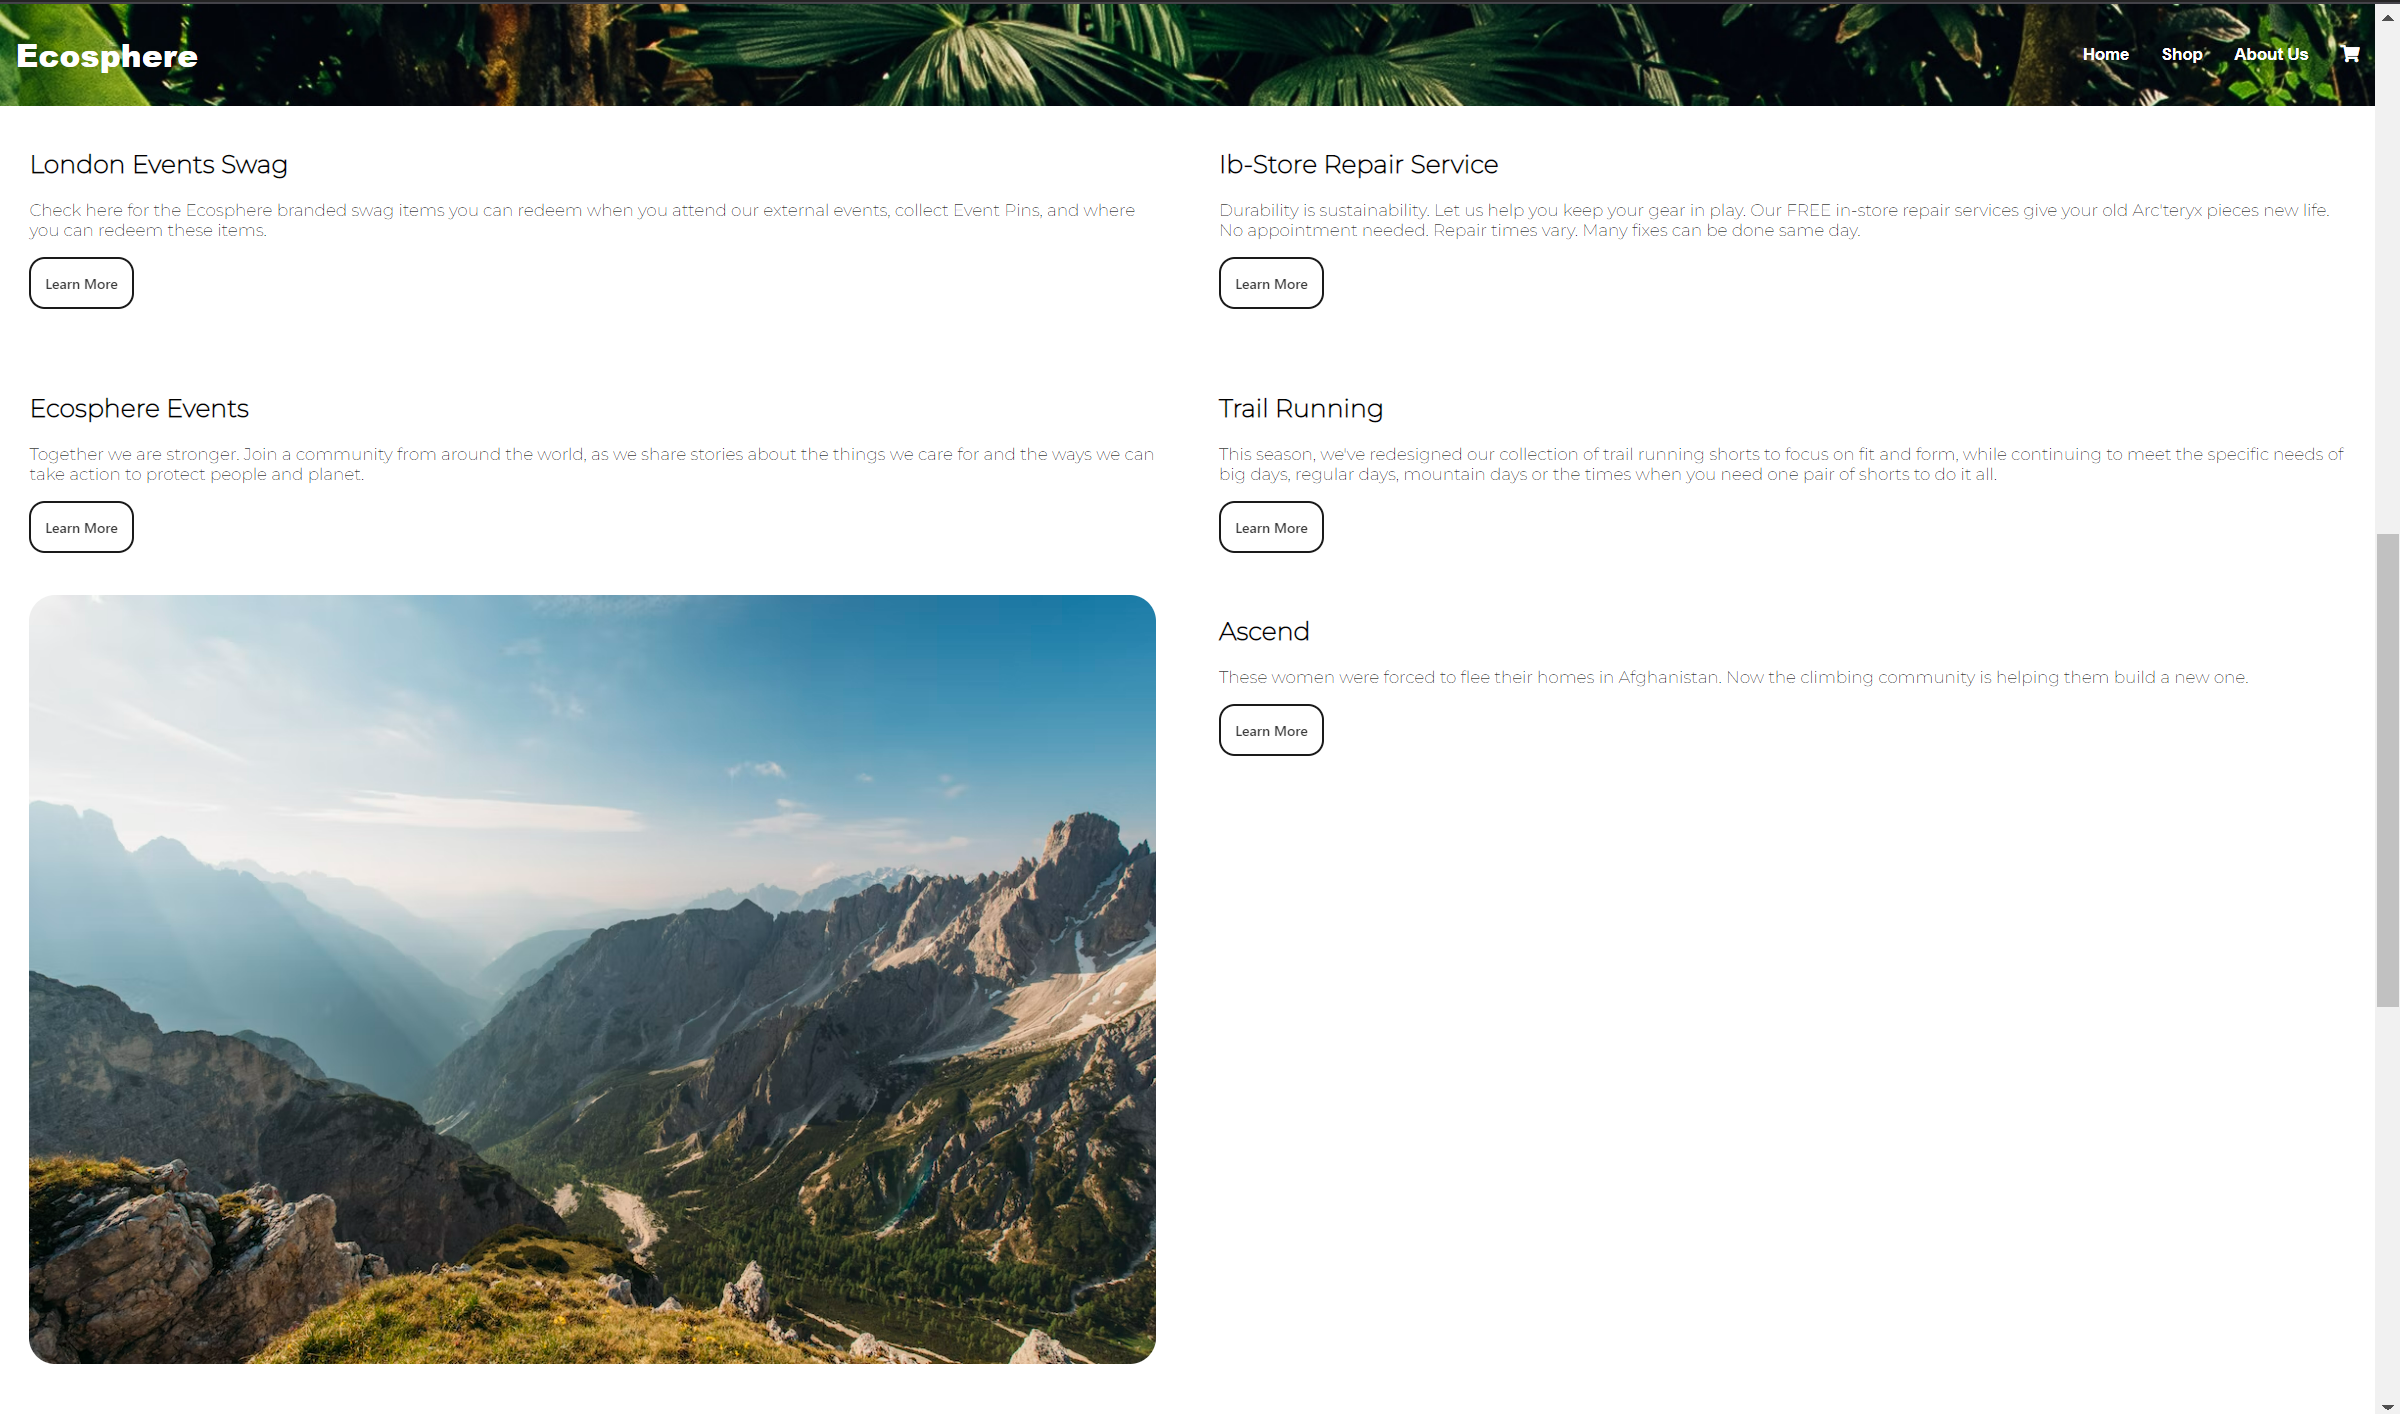 Ecosphere
Home Shop About Us
London Events Swag
Check here for the Ecosphere branded swag items you can redeem when you attend our external events, collect Event Pins, and where
you can redeem these items.
Learn More
Ib-Store Repair Service
Durability is sustainability. Let us help you keep your gear in play. Our FREE in-store repair services give your old Arc'teryx pieces new life.
No appointment needed. Repair times vary. Many fixes can be done same day.
Learn More
Ecosphere Events
Together we are stronger. Join a community from around the world, as we share stories about the things we care for and the ways we can
take action to protect people and planet.
Learn More
Trail Running
This season, we've redesigned our collection of trail running shorts to focus on fit and form, while continuing to meet the specific needs of
big days, regular days, mountain days or the times when you need one pair of shorts to do it all.
Learn More
Ascend
These women were forced to flee their homes in Afghanistan. Now the climbing community is helping them build a new one.
Learn More